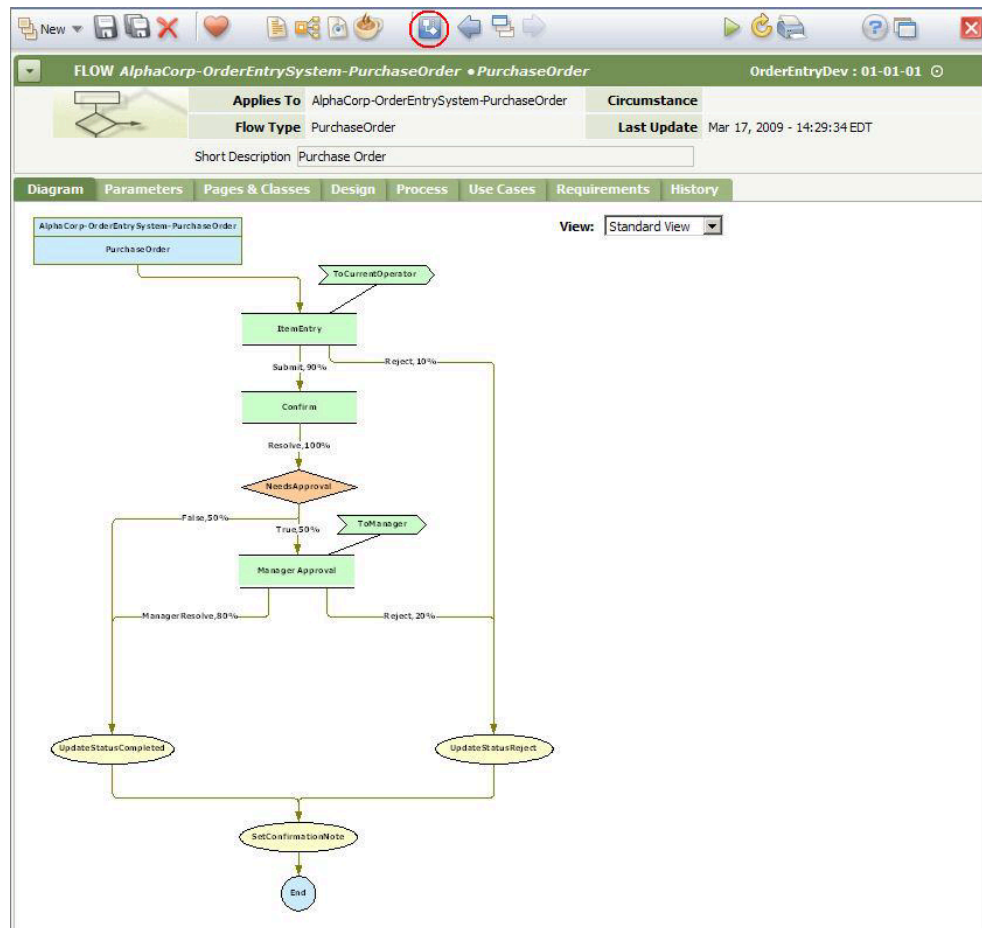 New
FLOW AlphaCorp-OrderEntrySystem-PurchaseOrder • PurchaseOrder OrderEntryDev : 01-01-01
Applies To AlphaCorp-OrderEntrySystem-PurchaseOrder Circumstance
Flow Type PurchaseOrder Last Update Mar 17, 2009 - 14:29:34 EDT
Short Description Purchase Order
Diagram Parameters Pages & Classes Design Process Use Cases Requirements History
View: Standard View
AlphaCorp-OrderEntrySystem-PurchaseOrder
PurchaseOrder
ToCurrentOperator
ItemEntry
Submit,90%
Reject,10%
Confirm
Resolve,100%
NeedsApproval
False,50%
True,50%
ToManager
Manager Approval
ManagerResolve,80%
Reject,20%
UpdateStatusCompleted
UpdateStatusReject
SetConfirmationNote
End